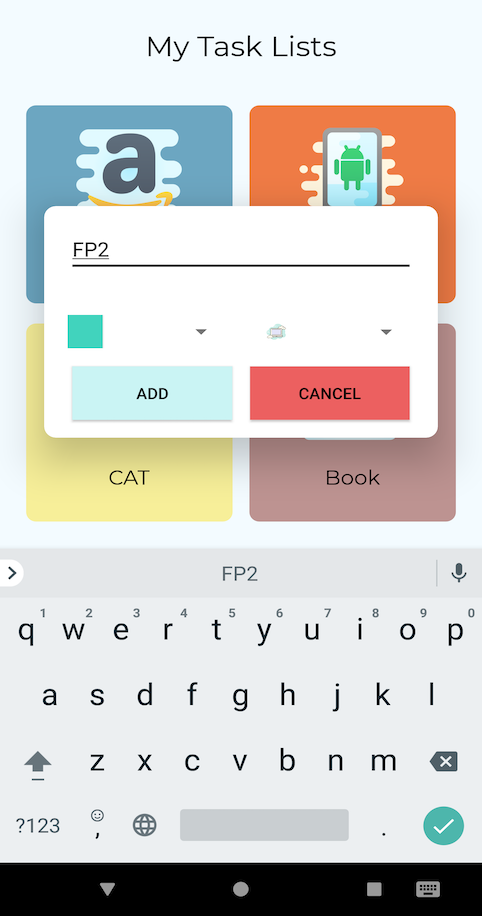 My Task Lists
a
FP2
ADD CANCEL
CAT Book
FP2
1 2 3 4 5 6 7 8 9 0
q w e r t y u i o p
a s d f g h j k l
z x c v b n m
?123 , .